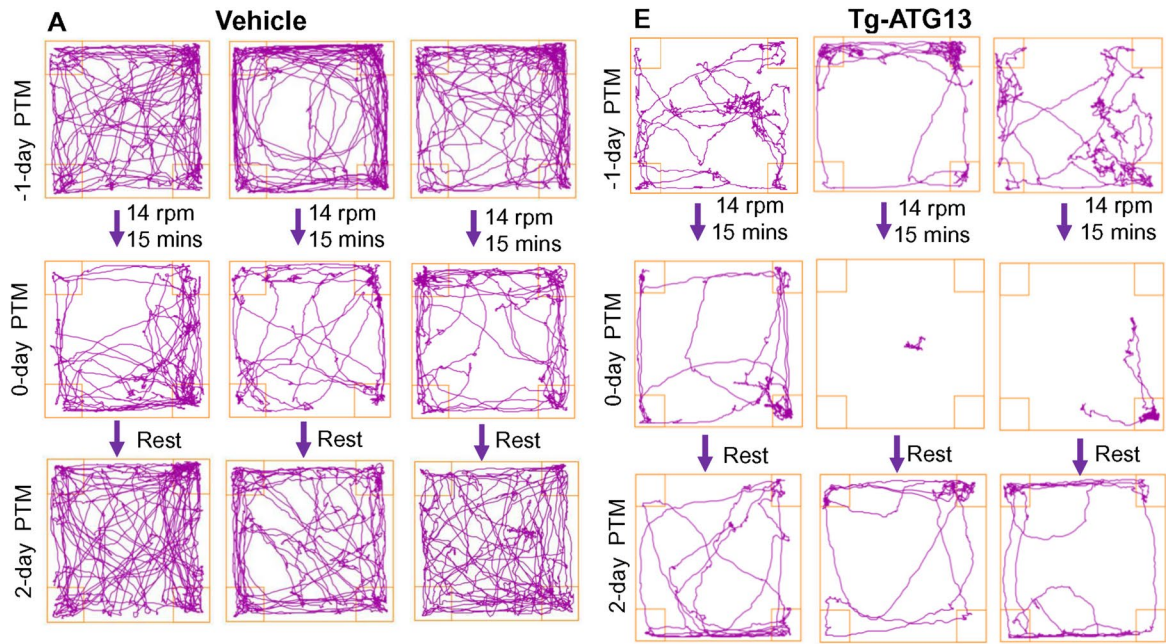 A
Vehicle
-1-day PTM
14 rpm
15 mins
14 rpm
15 mins
14 rpm
15 mins
0-day PTM
Rest
Rest
Rest
2-day PTM
E
Tg-ATG13
-1-day PTM
14 rpm
15 mins
14 rpm
15 mins
14 rpm
15 mins
0-day PTM
Rest
Rest
Rest
2-day PTM